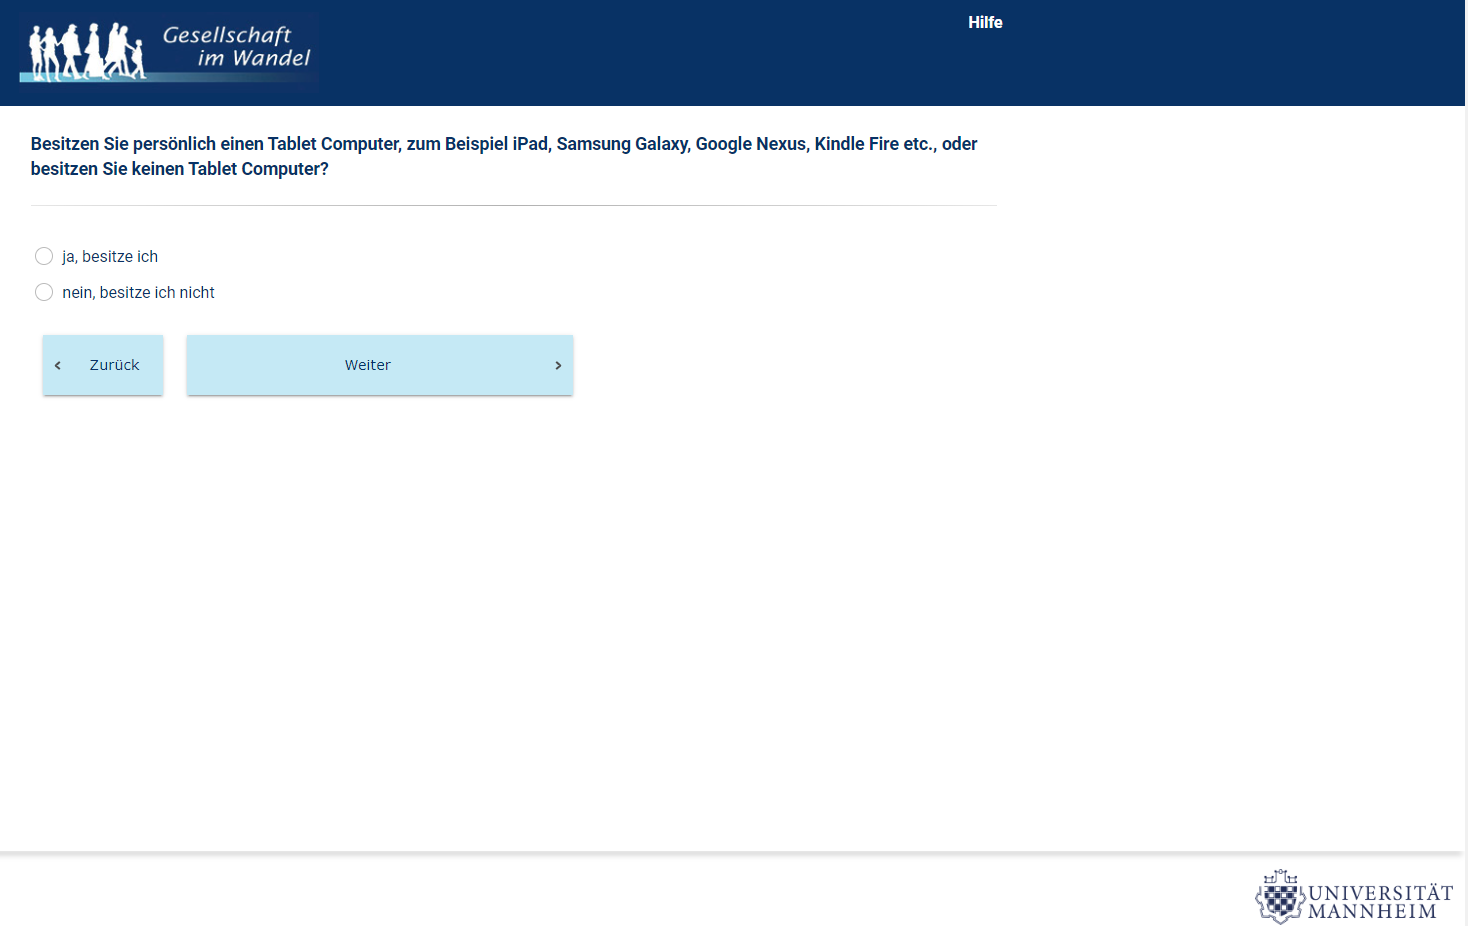 Gesellschaft
im Wandel
Hilfe
Besitzen Sie persönlich einen Tablet Computer, zum Beispiel iPad, Samsung Galaxy, Google Nexus, Kindle Fire etc., oder
besitzen Sie keinen Tablet Computer?
ja, besitze ich
nein, besitze ich nicht
Zurück
Weiter
UNIVERSITÄT
MANNHEIM